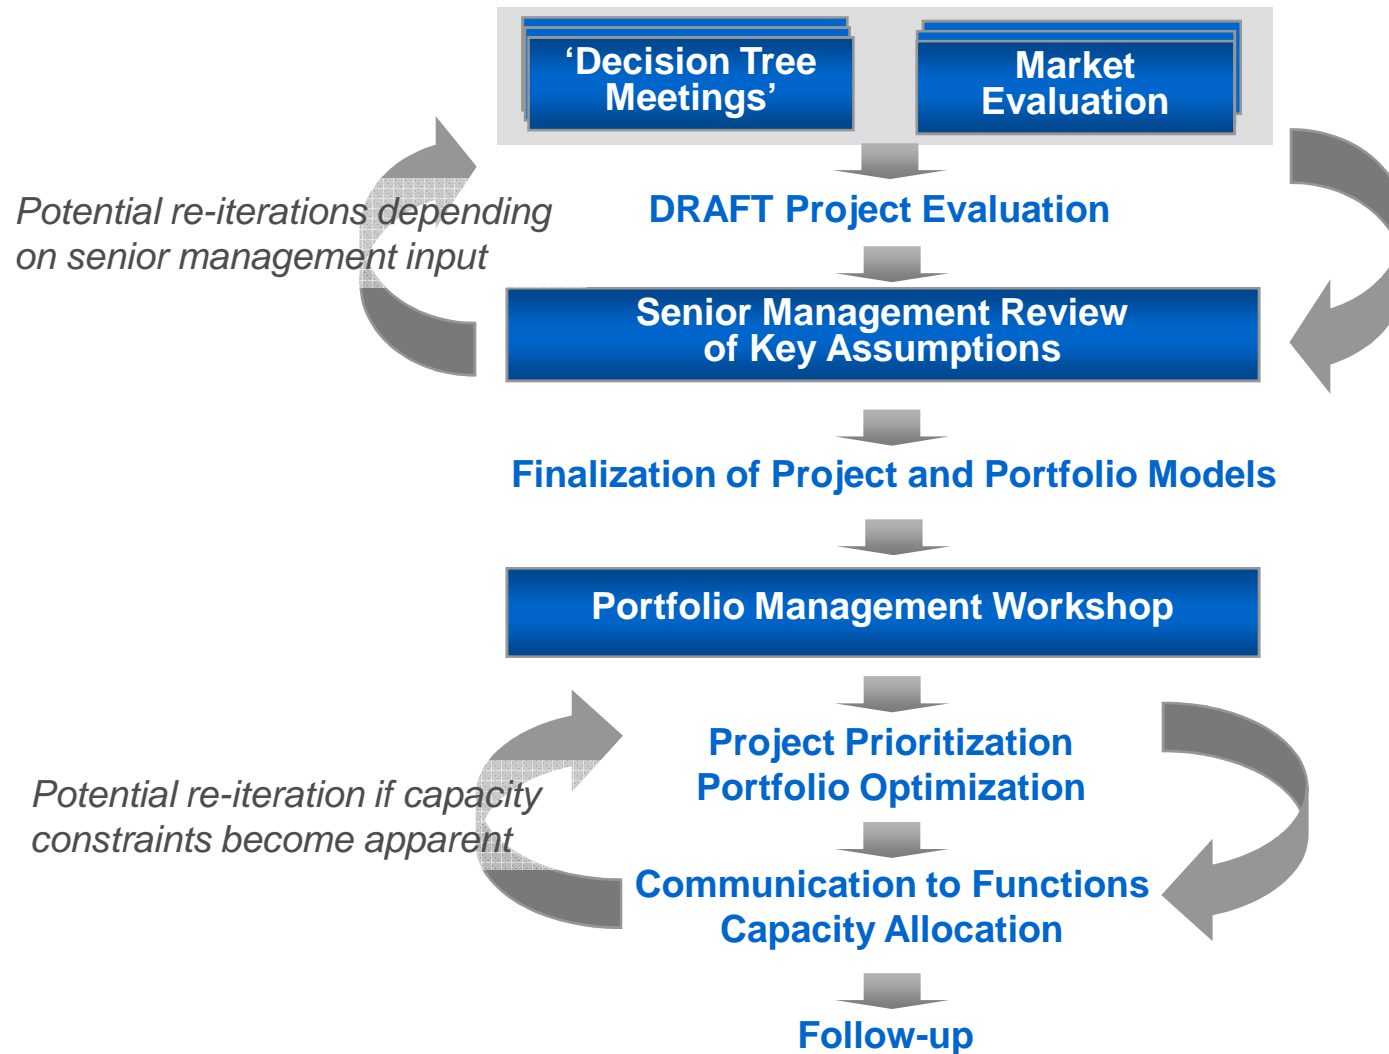 ‘Decision Tree
Meetings’
Market
Evaluation
DRAFT Project Evaluation
Potential re-iterations depending
on senior management input
Senior Management Review
of Key Assumptions
Finalization of Project and Portfolio Models
Portfolio Management Workshop
Project Prioritization
Portfolio Optimization
Potential re-iteration if capacity
constraints become apparent
Communication to Functions
Capacity Allocation
Follow-up